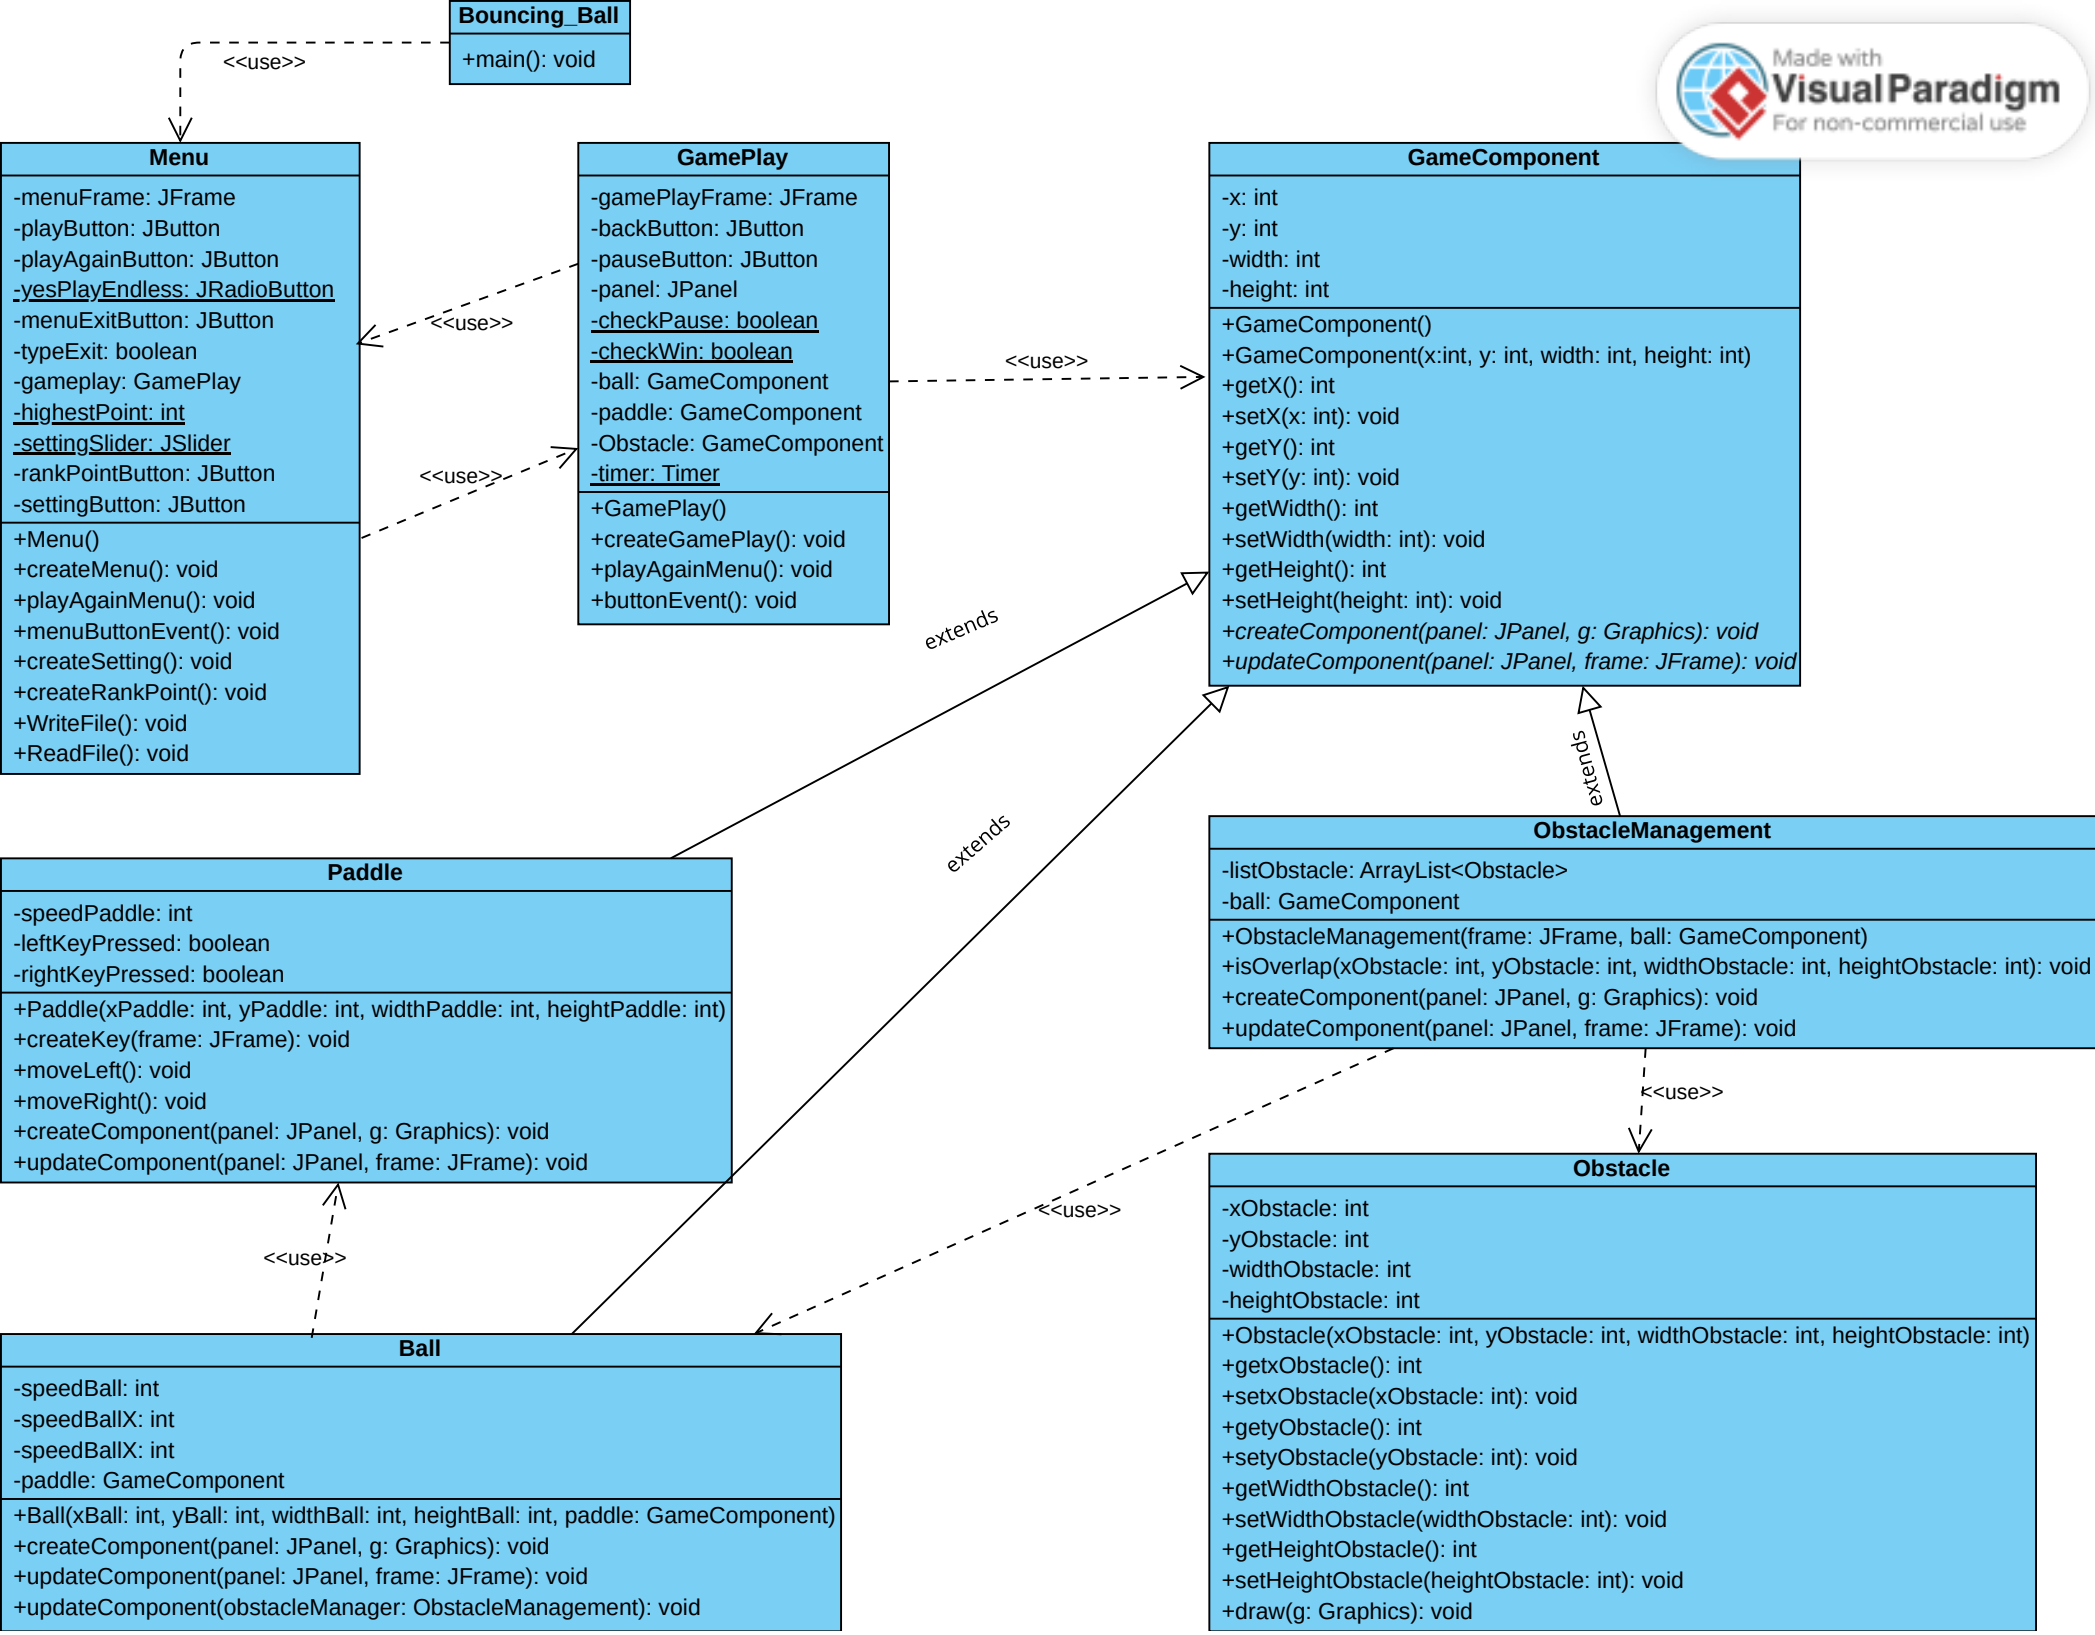 Bouncing_Ball
+main(): void
<<use>>
Made with
Visual Paradigm
For non-commercial use
Menu
-menuFrame: JFrame
-playButton: JButton
-playAgainButton: JButton
-yesPlayEndless: JRadioButton
-menuExitButton: JButton
-typeExit: boolean
-gameplay: GamePlay
-highestPoint: int
-settingSlider: JSlider
-rankPointButton: JButton
-settingButton: JButton
+Menu()
+createMenu(): void
+playAgainMenu(): void
+menuButtonEvent(): void
+createSetting(): void
+createRankPoint(): void
+WriteFile(): void
+ReadFile(): void
<<use>>
<<use>>
GamePlay
-gamePlayFrame: JFrame
-backButton: JButton
-pauseButton: JButton
-panel: JPanel
-checkPause: boolean
-checkWin: boolean
-ball: GameComponent
-paddle: GameComponent
-Obstacle: GameComponent
-timer: Timer
+GamePlay()
+createGamePlay(): void
+playAgainMenu(): void
+buttonEvent(): void
<<use>>
GameComponent
-x: int
-y: int
-width: int
-height: int
+GameComponent()
+GameComponent(x:int, y: int, width: int, height: int)
+getX(): int
+setX(x: int): void
+getY(): int
+setY(y: int): void
+getWidth(): int
+setWidth(width: int): void
+getHeight(): int
+setHeight(height: int): void
+createComponent(panel: JPanel, g: Graphics): void
+updateComponent(panel: JPanel, frame: JFrame): void
extends
extends
extends
Paddle
-speedPaddle: int
-leftKeyPressed: boolean
-rightKeyPressed: boolean
+Paddle(xPaddle: int, yPaddle: int, widthPaddle: int, heightPaddle: int)
+createKey(frame: JFrame): void
+moveLeft(): void
+moveRight(): void
+createComponent(panel: JPanel, g: Graphics): void
+updateComponent(panel: JPanel, frame: JFrame): void
ObstacleManagement
-listObstacle: ArrayList<Obstacle>
-ball: GameComponent
+ObstacleManagement(frame: JFrame, ball: GameComponent)
+isOverlap(xObstacle: int, yObstacle: int, widthObstacle: int, heightObstacle: int): void
+createComponent(panel: JPanel, g: Graphics): void
+updateComponent(panel: JPanel, frame: JFrame): void
<<use>>
<<use>>
<<use>>
Ball
-speedBall: int
-speedBallX: int
-speedBallX: int
-paddle: GameComponent
+Ball(xBall: int, yBall: int, widthBall: int, heightBall: int, paddle: GameComponent)
+createComponent(panel: JPanel, g: Graphics): void
+updateComponent(panel: JPanel, frame: JFrame): void
+updateComponent(obstacleManager: ObstacleManagement): void
Obstacle
-xObstacle: int
-yObstacle: int
-widthObstacle: int
-heightObstacle: int
+Obstacle(xObstacle: int, yObstacle: int, widthObstacle: int, heightObstacle: int)
+getxObstacle(): int
+setxObstacle(xObstacle: int): void
+getyObstacle(): int
+setyObstacle(yObstacle: int): void
+getWidthObstacle(): int
+setWidthObstacle(widthObstacle: int): void
+getHeightObstacle(): int
+setHeightObstacle(heightObstacle: int): void
+draw(g: Graphics): void